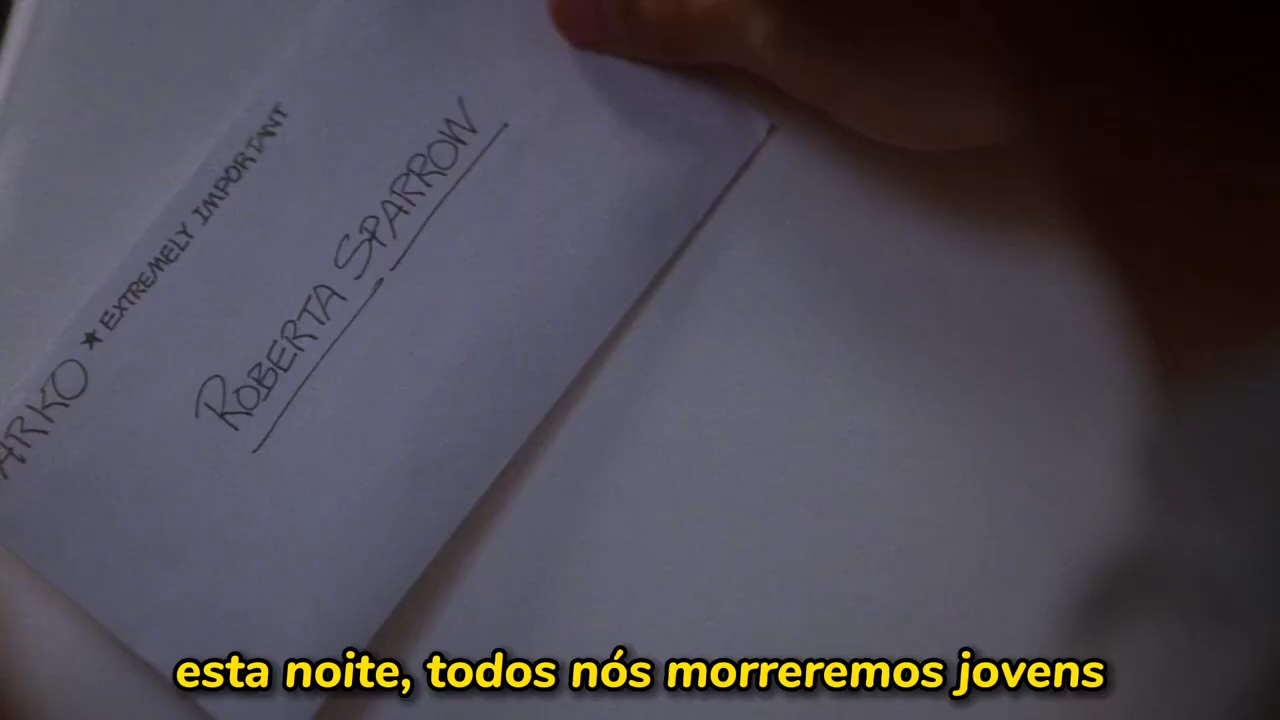 ARKO ★ EXTREMELY IMPORTANT
ROBERTA SPARROW
esta noite, todos nós morreremos jovens